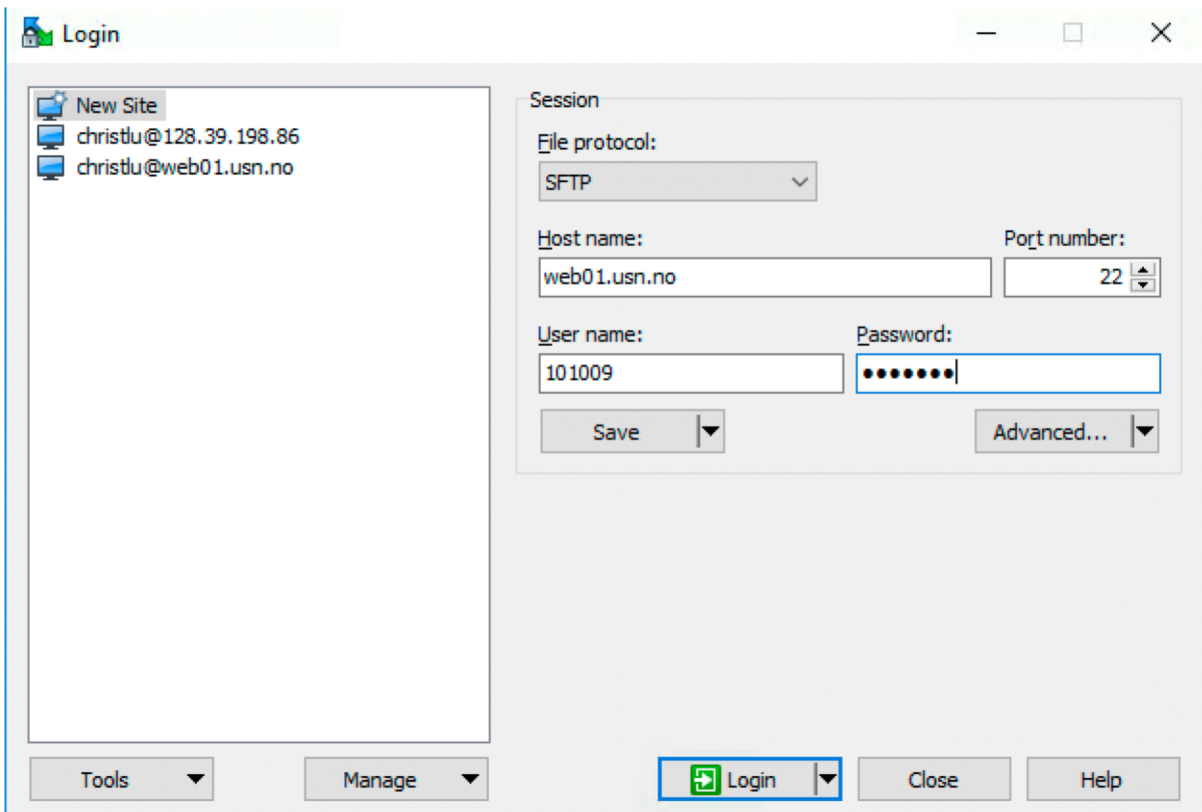 Login
New Site
christlu@128.39.198.86
christlu@web01.usn.no
Session
File protocol:
SFTP
Host name: Port number:
web01.usn.no 22
User name: Password:
101009 •••••••
Save Advanced...
Tools Manage Login Close Help